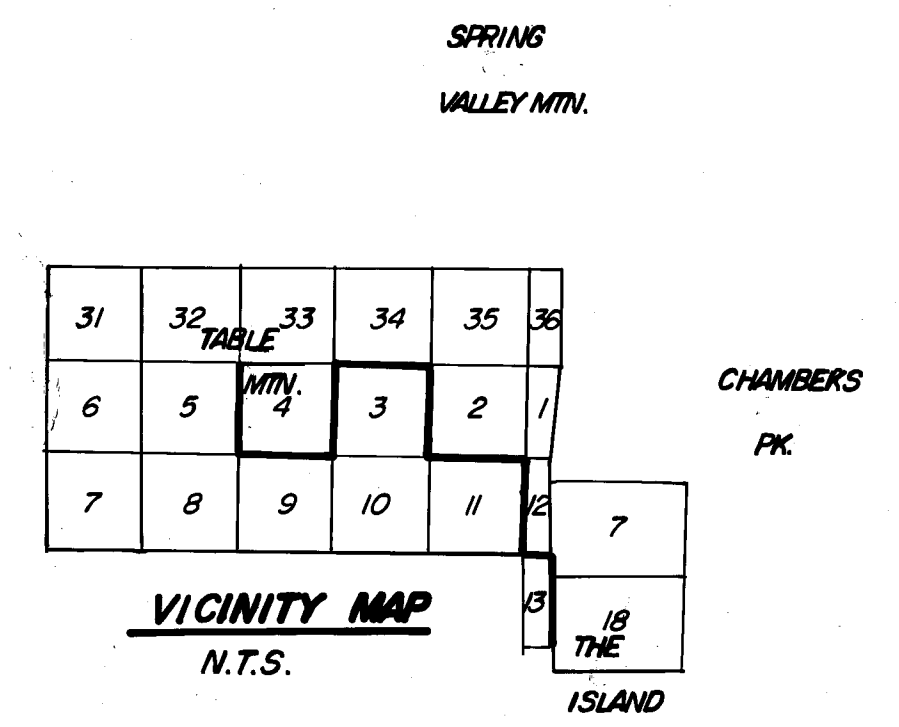 SPRING
VALLEY MTN.
31 32 33 34 35 36
TABLE
MTN.
6 5 4 3 2 1
CHAMBERS
PK.
7 8 9 10 11 12
7
13
18
THE
ISLAND
VICINITY MAP
N.T.S.